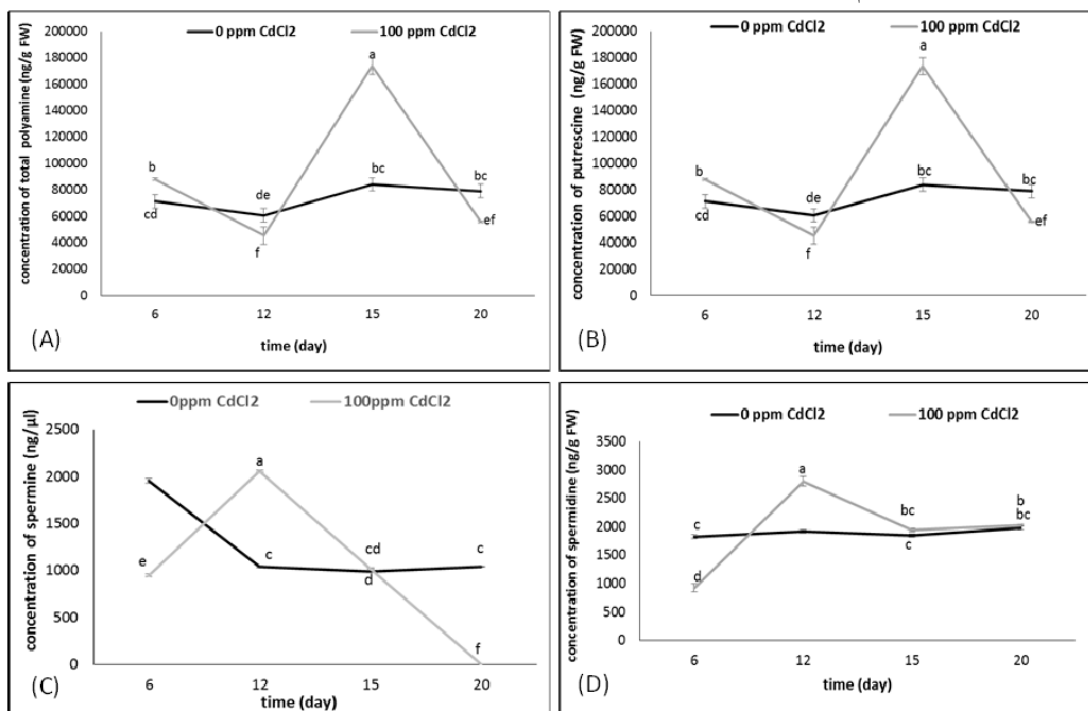 0 ppm CdCl2 100 ppm CdCl2
concentration of total polyamine (ng/g FW)
200000
180000
160000
140000
120000
100000
80000
60000
40000
20000
0
a
b
bc
bc
de
cd
ef
f
6 12 15 20
time (day)
(A)
0 ppm CdCl2 100 ppm CdCl2
concentration of putrescine (ng/g FW)
200000
180000
160000
140000
120000
100000
80000
60000
40000
20000
0
a
lb
bc
bc
de
cd
ef
f
6 12 15 20
time (day)
(B)
0ppm CdCl2 100ppm CdCl2
concentration of spermine (ng/µl)
2500
2000
1500
1000
500
0
a
e
c
cd
c
d
f
6 12 15 20
time (day)
(C)
0 ppm CdCl2 100 ppm CdCl2
concentration of spermidine (ng/g FW)
3500
3000
2500
2000
1500
1000
500
0
a
b
c
bc
bc
c
d
6 12 15 20
time (day)
(D)